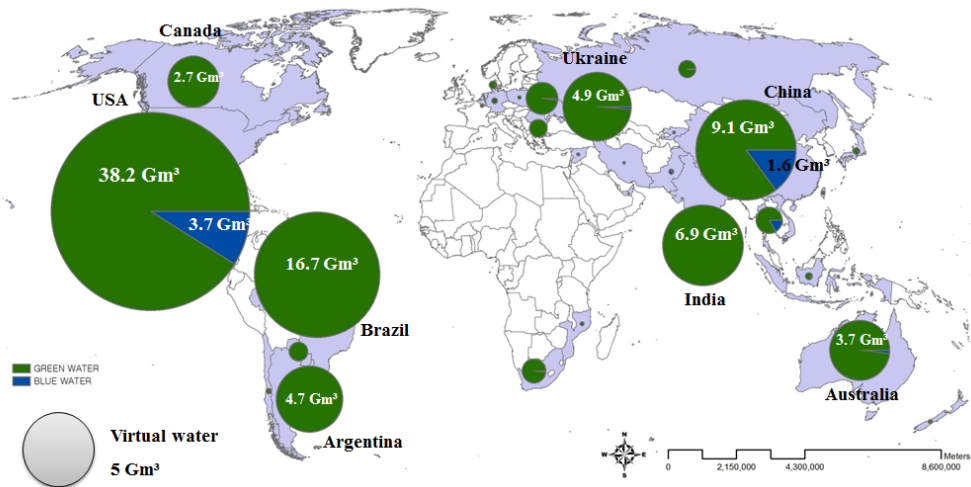 Canada
2.7 Gm³
USA
38.2 Gm³
3.7 Gm³
Ukraine
4.9 Gm³
China
9.1 Gm³
1.6 Gm³
6.9 Gm³
India
16.7 Gm³
Brazil
3.7 Gm³
Australia
4.7 Gm³
Argentina
GREEN WATER
BLUE WATER
Virtual water
5 Gm³
N
W E
S
Meters
0 2,150,000 4,300,000 8,600,000